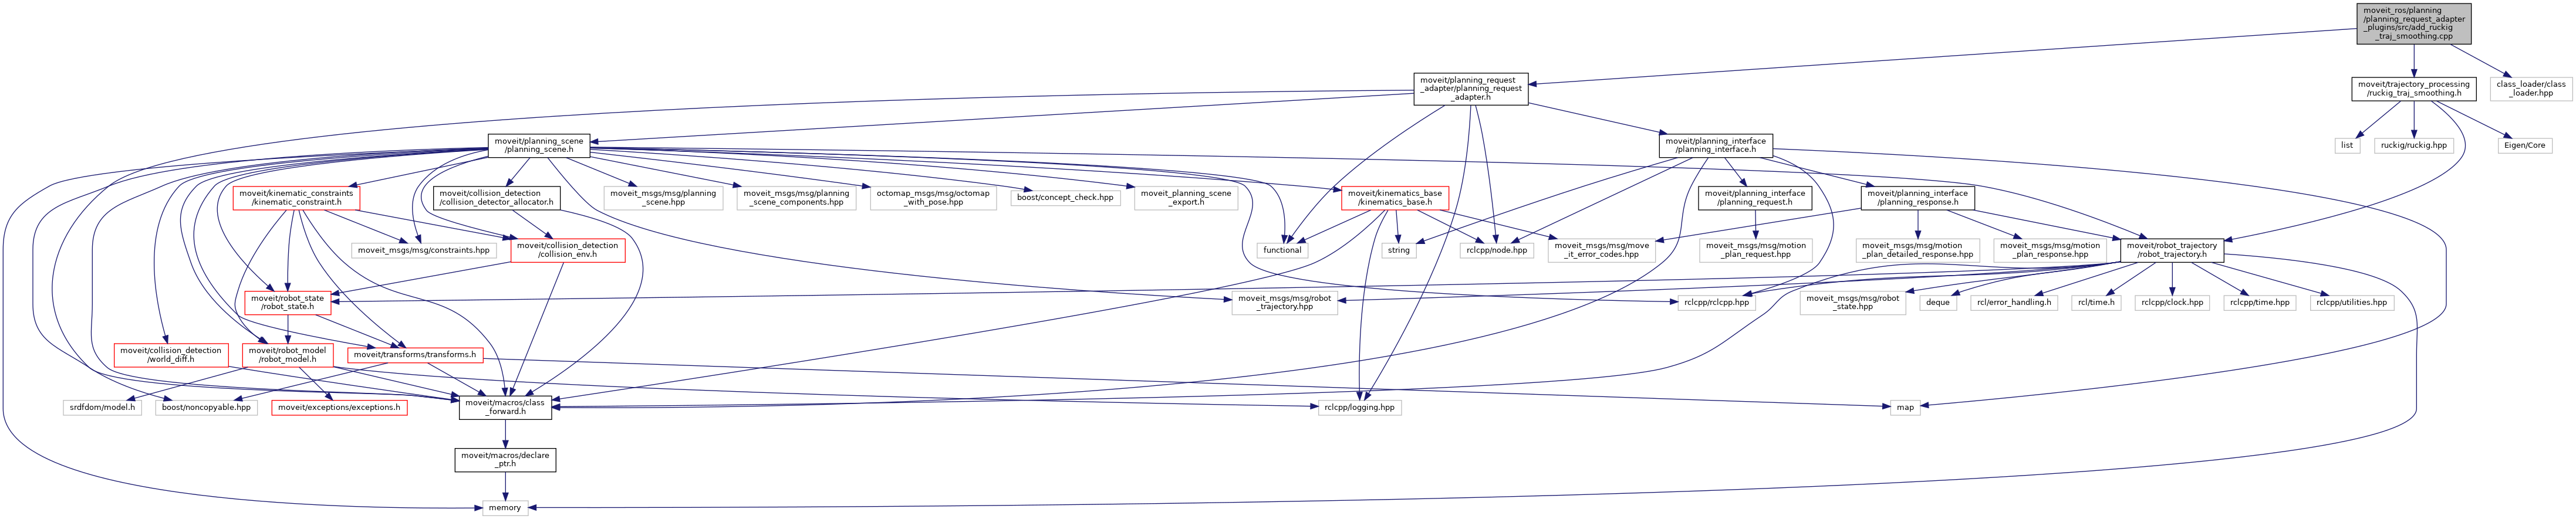 moveit_ros/planning
/planning_request_adapter
_plugins/src/add_ruckig
_traj_smoothing.cpp
moveit/planning_request
_adapter/planning_request
_adapter.h
moveit/trajectory_processing
/ruckig_traj_smoothing.h
class_loader/class
_loader.hpp
moveit/planning_scene
/planning_scene.h
moveit/planning_interface
/planning_interface.h
list
ruckig/ruckig.hpp
Eigen/Core
moveit/kinematic_constraints
/kinematic_constraint.h
moveit/collision_detection
/collision_detector_allocator.h
moveit_msgs/msg/planning
_scene.hpp
moveit_msgs/msg/planning
_scene_components.hpp
octomap_msgs/msg/octomap
_with_pose.hpp
boost/concept_check.hpp
moveit_planning_scene
_export.h
moveit/kinematics_base
/kinematics_base.h
moveit/planning_interface
/planning_request.h
moveit/planning_interface
/planning_response.h
moveit_msgs/msg/constraints.hpp
moveit/collision_detection
/collision_env.h
functional
string
rclcpp/node.hpp
moveit_msgs/msg/move
_it_error_codes.hpp
moveit_msgs/msg/motion
_plan_request.hpp
moveit_msgs/msg/motion
_plan_detailed_response.hpp
moveit_msgs/msg/motion
_plan_response.hpp
moveit/robot_trajectory
/robot_trajectory.h
moveit/robot_state
/robot_state.h
moveit_msgs/msg/robot
_trajectory.hpp
rclcpp/rclcpp.hpp
moveit_msgs/msg/robot
_state.hpp
deque
rcl/error_handling.h
rcl/time.h
rclcpp/clock.hpp
rclcpp/time.hpp
rclcpp/utilities.hpp
moveit/collision_detection
/world_diff.h
moveit/robot_model
/robot_model.h
moveit/transforms/transforms.h
srdfdom/model.h
boost/noncopyable.hpp
moveit/exceptions/exceptions.h
moveit/macros/class
_forward.h
rclcpp/logging.hpp
map
moveit/macros/declare
_ptr.h
memory